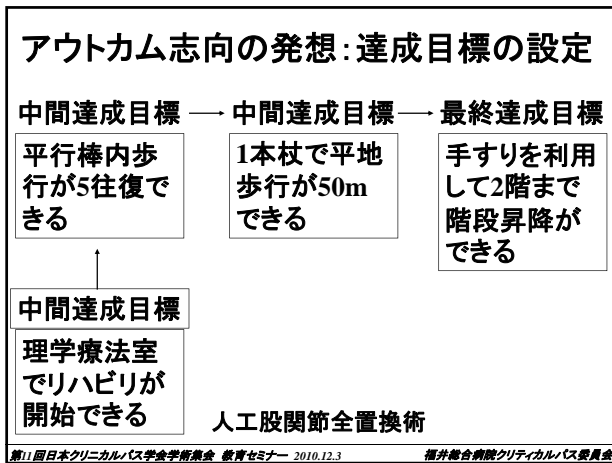 アウトカム志向の発想:達成目標の設定
中間達成目標
平行棒内歩
行が5往復で
きる
中間達成目標
1本杖で平地
歩行が50m
できる
最終達成目標
手すりを利用
して2階まで
階段昇降が
できる
中間達成目標
理学療法室
でリハビリが
開始できる
人工股関節全置換術
第11回日本クリニカルパス学会学術集会 教育セミナー 2010.12.3
福井総合病院クリティカルパス委員会